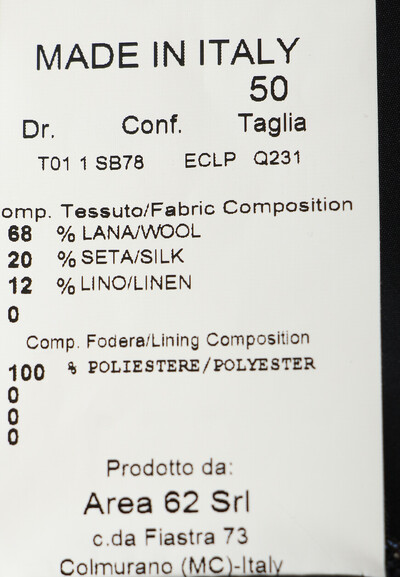 MADE IN ITALY
50
Dr. Conf. Taglia
T01 1 SB78 ECLP Q231
omp. Tessuto/Fabric Composition
68 % LANA/WOOL
20 % SETA/SILK
12 % LINO/LINEN
0
Comp. Fodera/Lining Composition
100 % POLIESTERE/POLYESTER
0
0
0
Prodotto da:
Area 62 Srl
c.da Fiastra 73
Colmurano (MC)-Italy